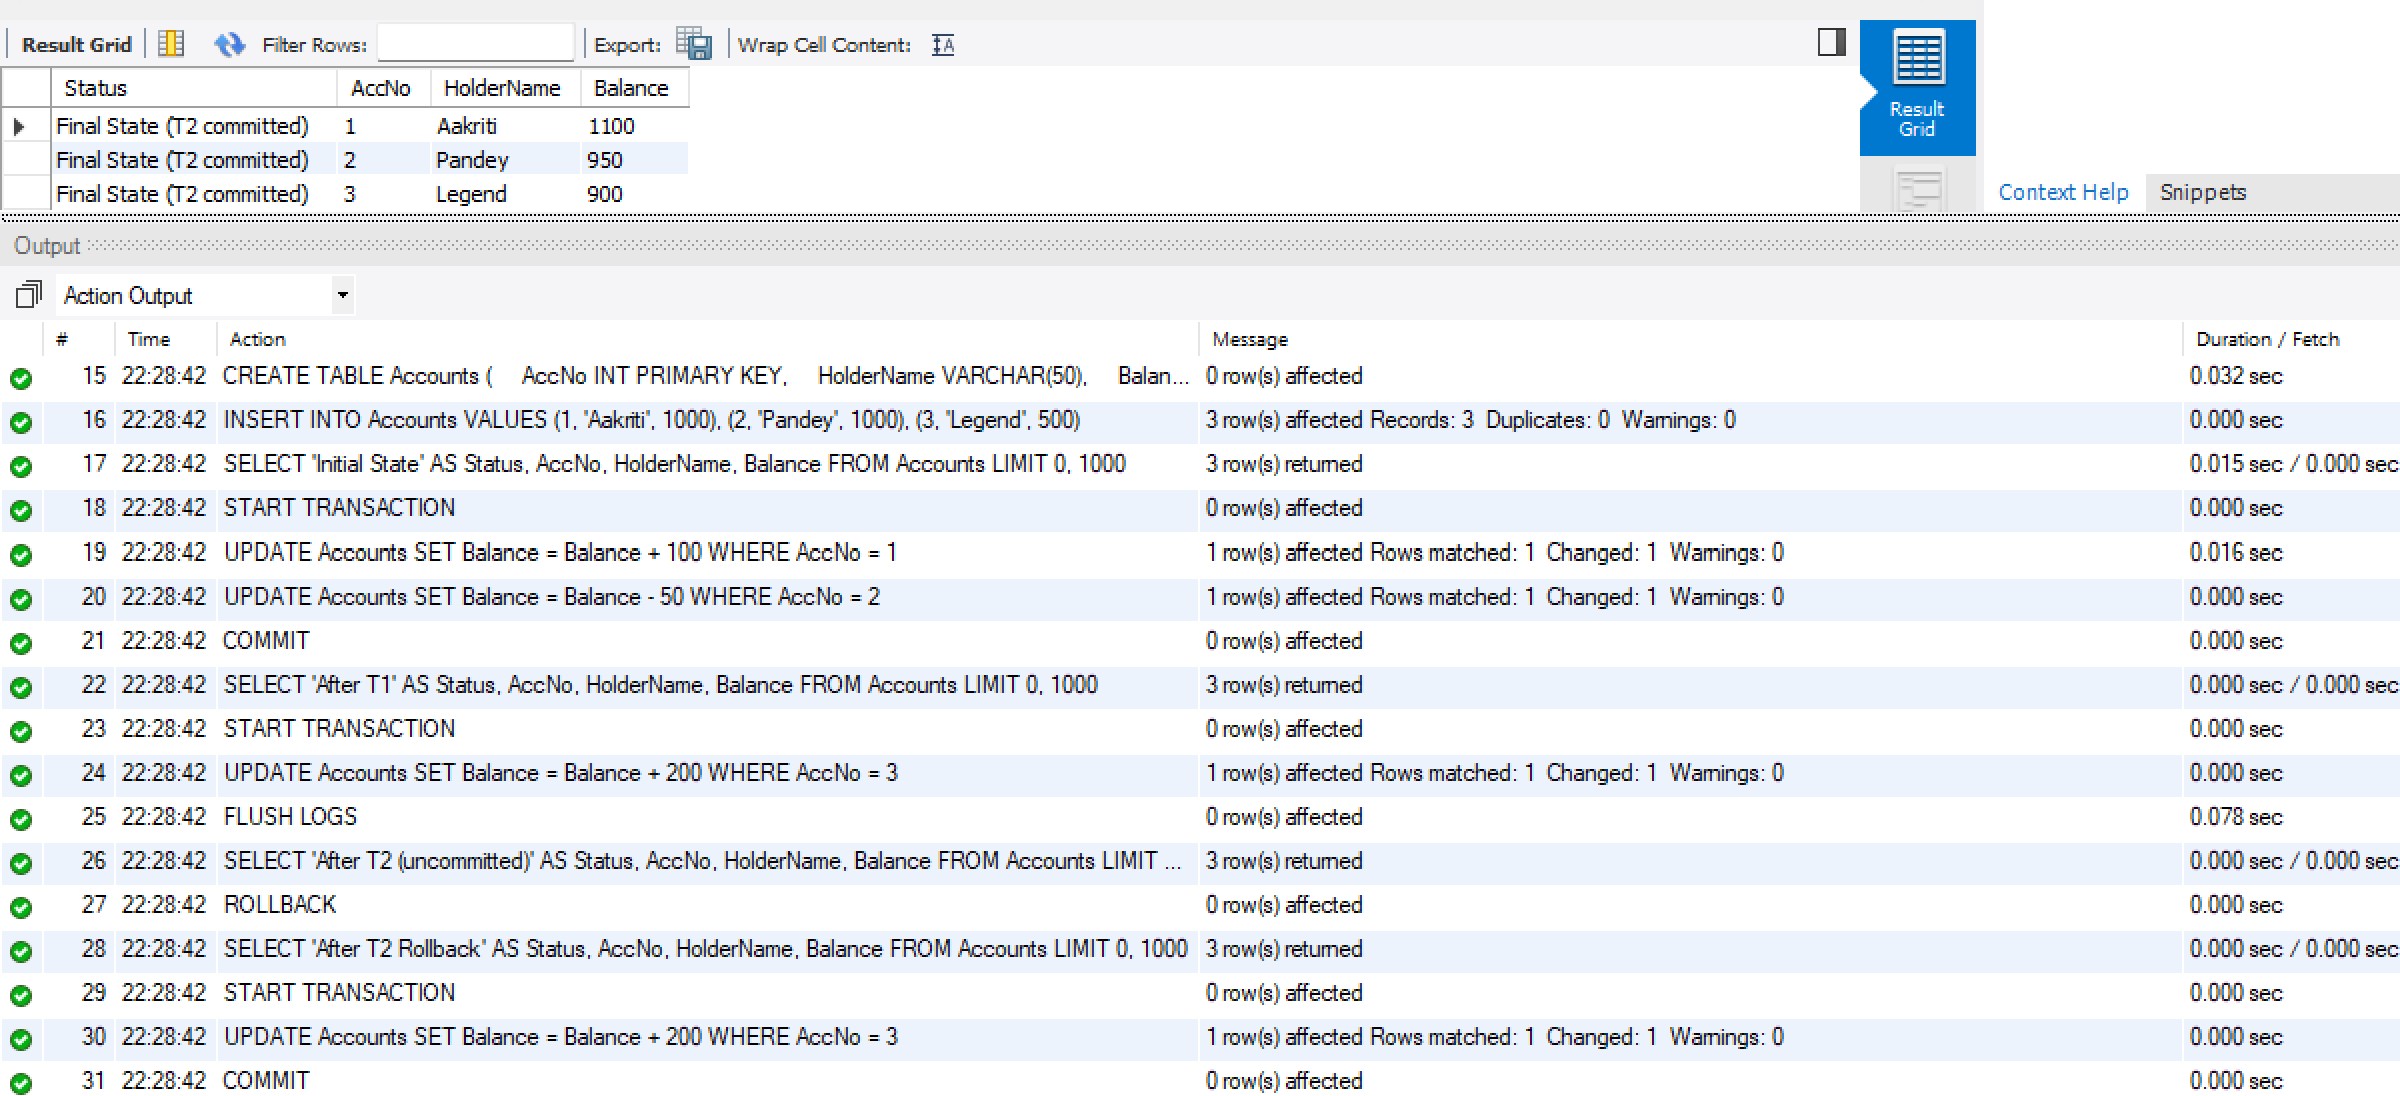 Result Grid Filter Rows: Export: Wrap Cell Content: IA
Status AccNo HolderName Balance
Final State (T2 committed) 1 Aakriti 1100
Final State (T2 committed) 2 Pandey 950
Final State (T2 committed) 3 Legend 900
Result
Grid
Context Help Snippets
Output
Action Output
# Time Action Message Duration / Fetch
15 22:28:42 CREATE TABLE Accounts ( AccNo INT PRIMARY KEY, HolderName VARCHAR(50), Balan... 0 row(s) affected 0.032 sec
16 22:28:42 INSERT INTO Accounts VALUES (1, 'Aakriti', 1000), (2, 'Pandey', 1000), (3, 'Legend', 500) 3 row(s) affected Records: 3 Duplicates: 0 Warnings: 0 0.000 sec
17 22:28:42 SELECT 'Initial State' AS Status, AccNo, HolderName, Balance FROM Accounts LIMIT 0, 1000 3 row(s) returned 0.015 sec / 0.000 sec
18 22:28:42 START TRANSACTION 0 row(s) affected 0.000 sec
19 22:28:42 UPDATE Accounts SET Balance = Balance + 100 WHERE AccNo = 1 1 row(s) affected Rows matched: 1 Changed: 1 Warnings: 0 0.016 sec
20 22:28:42 UPDATE Accounts SET Balance = Balance - 50 WHERE AccNo = 2 1 row(s) affected Rows matched: 1 Changed: 1 Warnings: 0 0.000 sec
21 22:28:42 COMMIT 0 row(s) affected 0.000 sec
22 22:28:42 SELECT 'After T1' AS Status, AccNo, HolderName, Balance FROM Accounts LIMIT 0, 1000 3 row(s) returned 0.000 sec / 0.000 sec
23 22:28:42 START TRANSACTION 0 row(s) affected 0.000 sec
24 22:28:42 UPDATE Accounts SET Balance = Balance + 200 WHERE AccNo = 3 1 row(s) affected Rows matched: 1 Changed: 1 Warnings: 0 0.000 sec
25 22:28:42 FLUSH LOGS 0 row(s) affected 0.078 sec
26 22:28:42 SELECT 'After T2 (uncommitted)' AS Status, AccNo, HolderName, Balance FROM Accounts LIMIT ... 3 row(s) returned 0.000 sec / 0.000 sec
27 22:28:42 ROLLBACK 0 row(s) affected 0.000 sec
28 22:28:42 SELECT 'After T2 Rollback' AS Status, AccNo, HolderName, Balance FROM Accounts LIMIT 0, 1000 3 row(s) returned 0.000 sec / 0.000 sec
29 22:28:42 START TRANSACTION 0 row(s) affected 0.000 sec
30 22:28:42 UPDATE Accounts SET Balance = Balance + 200 WHERE AccNo = 3 1 row(s) affected Rows matched: 1 Changed: 1 Warnings: 0 0.000 sec
31 22:28:42 COMMIT 0 row(s) affected 0.000 sec